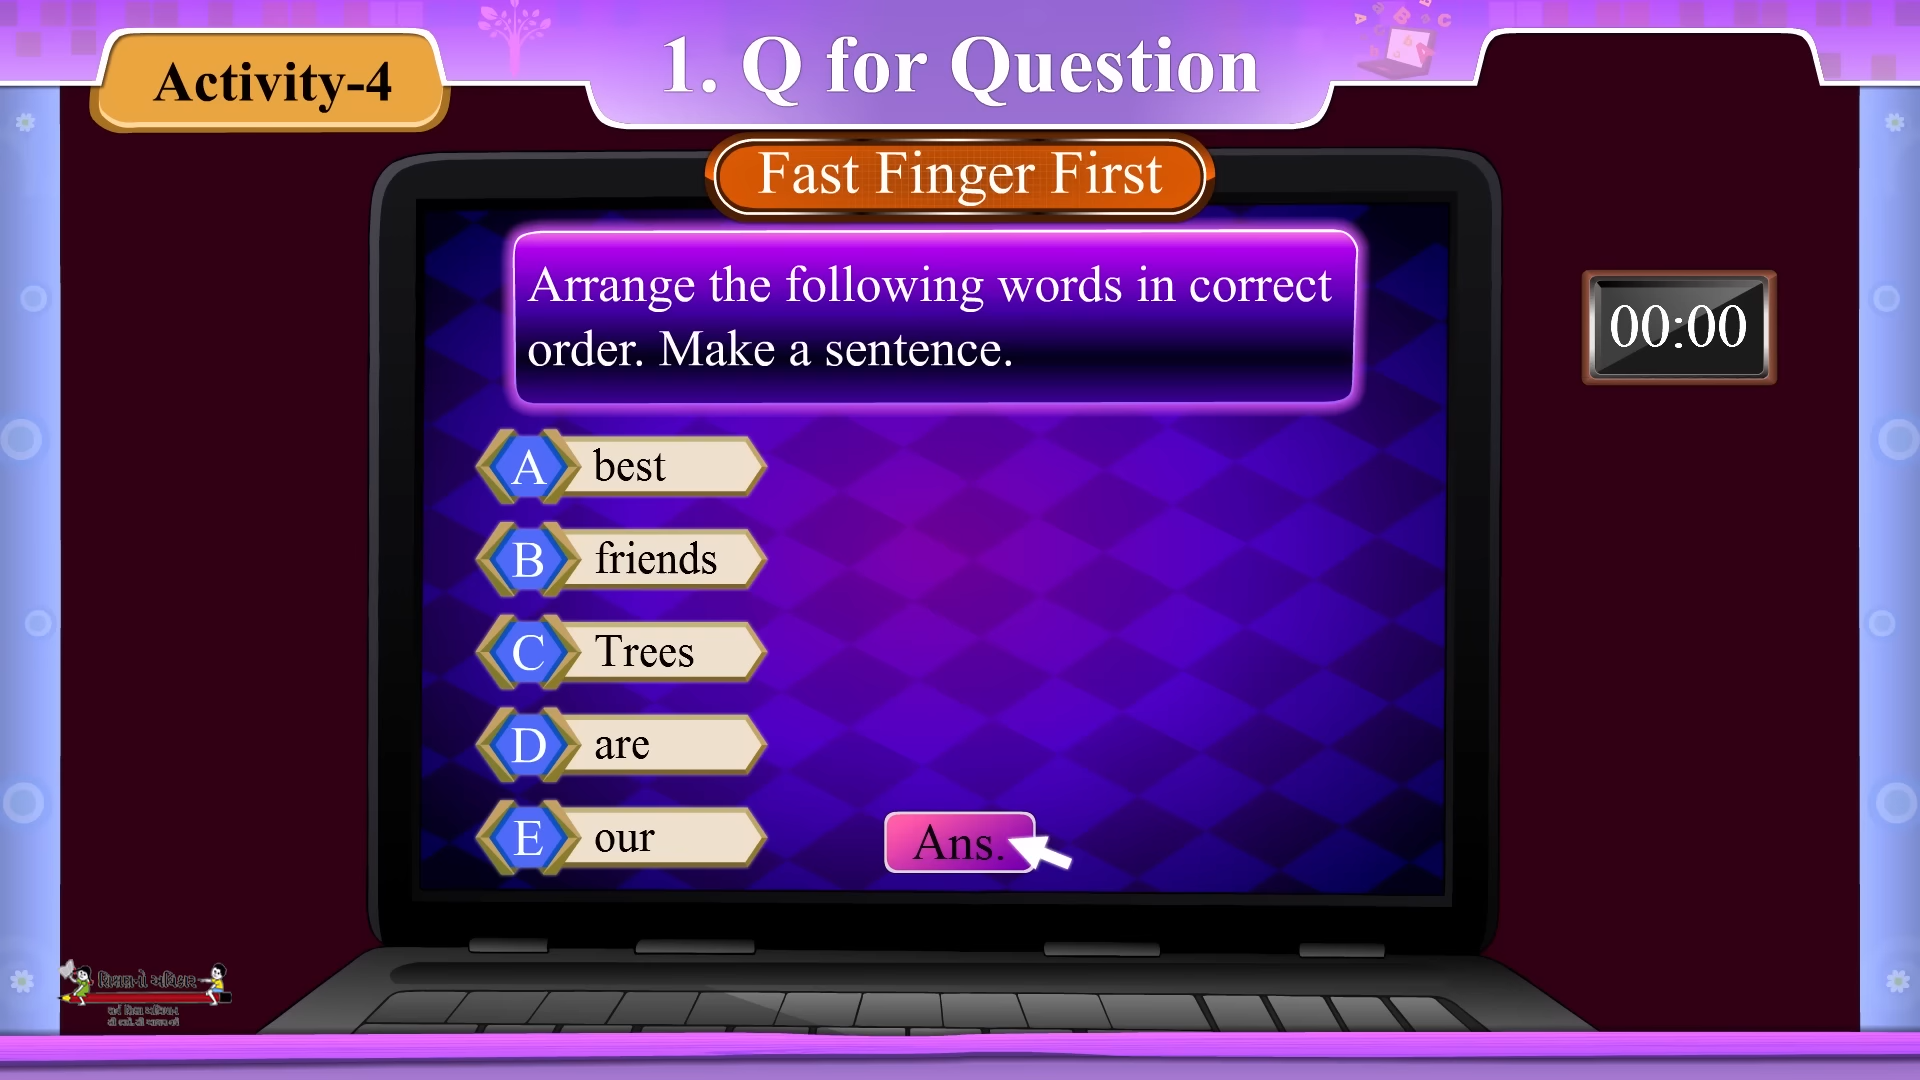 Activity-4
1. Q for Question
Fast Finger First
Arrange the following words in correct
order. Make a sentence.
00:00
A best
B friends
C Trees
D are
E our
Ans.